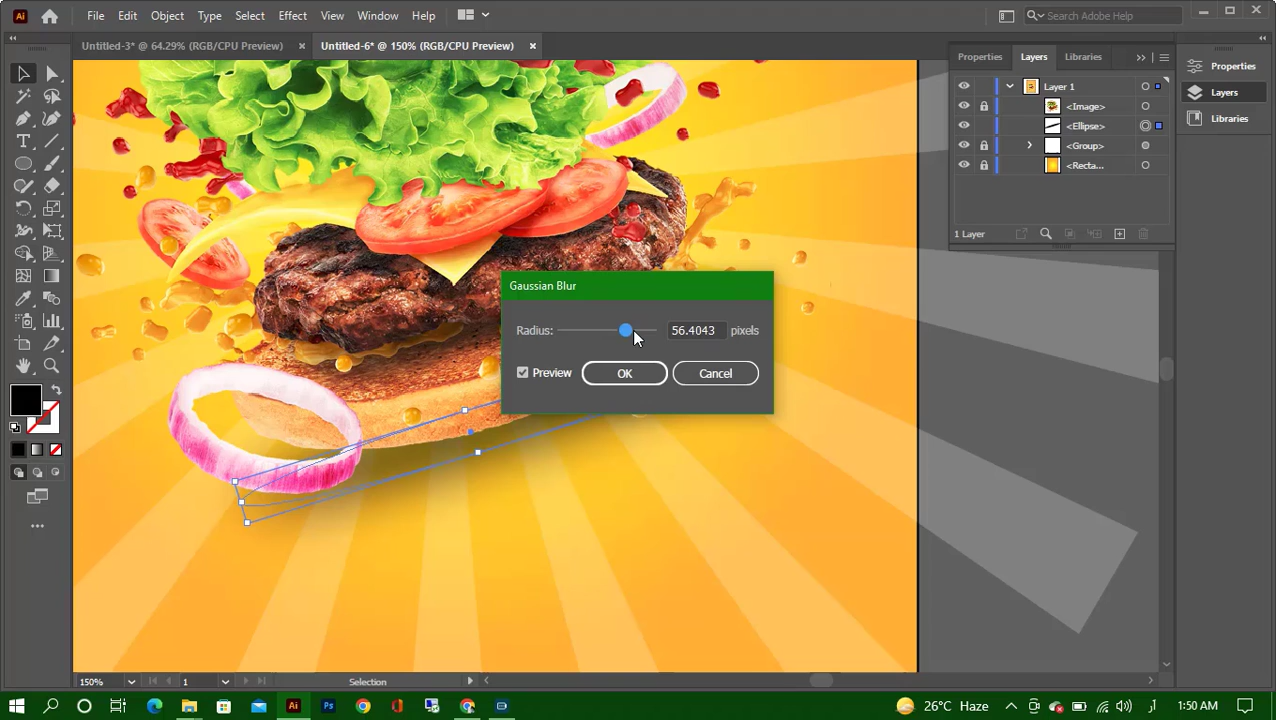 Ai File Edit Object Type Select Effect View Window Help Search Adobe Help
Untitled-3* @ 64.29% (RGB/CPU Preview) × Untitled-6* @ 150% (RGB/CPU Preview) ×
Properties Layers Libraries
Layer 1
<Image>
<Ellipse>
<Group>
<Recta...
1 Layer
Properties
Layers
Libraries
Gaussian Blur
Radius: 56.4043 pixels
Preview OK Cancel
150% 1 Selection
Ai Ps 26°C Haze 1:50 AM